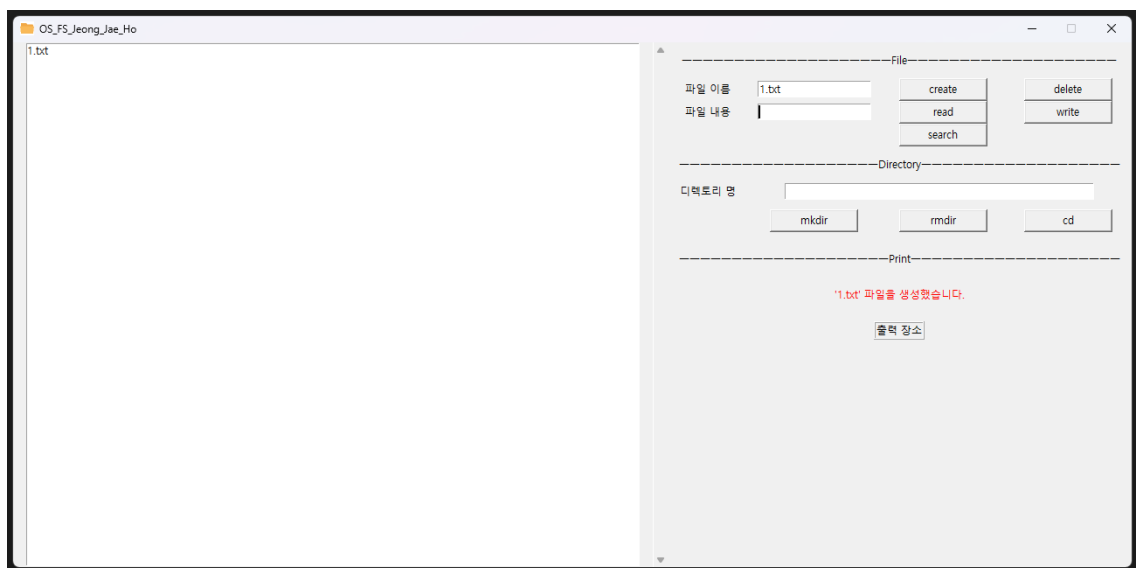 OS_FS_Jeong_Jae_Ho
1.txt
File
파일 이름 1.txt create delete
파일 내용 read write
search
Directory
디렉토리 명
mkdir rmdir cd
Print
'1.txt' 파일을 생성했습니다.
출력 장소